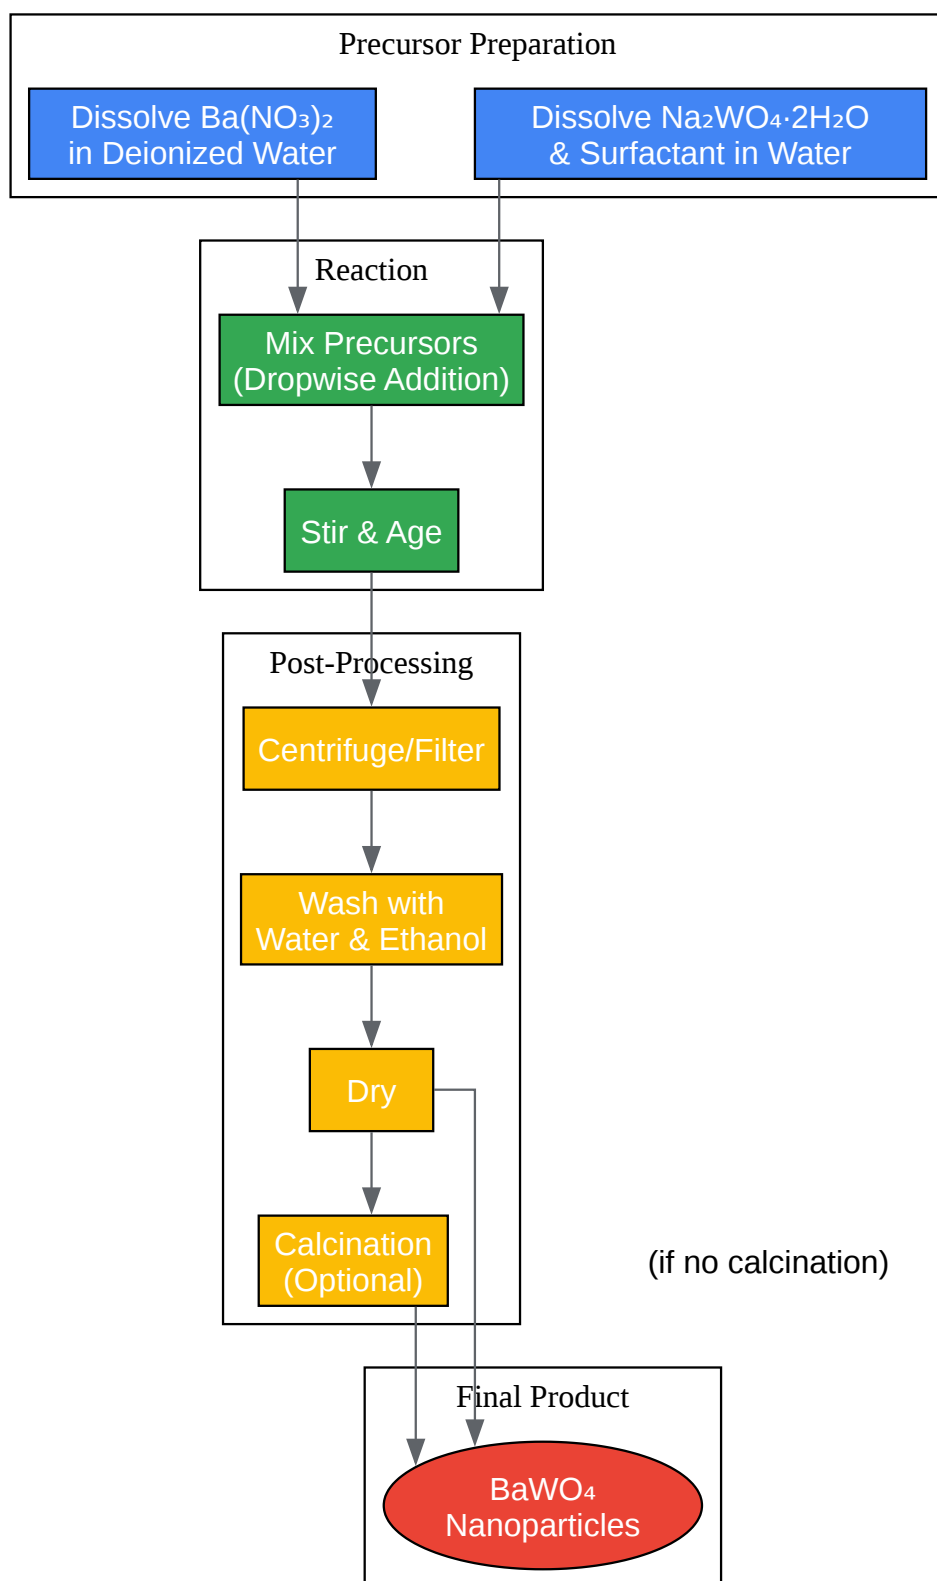 Precursor Preparation
Dissolve Ba(NO₃)₂
in Deionized Water
Dissolve Na₂WO₄·2H₂O
& Surfactant in Water
Reaction
Mix Precursors
(Dropwise Addition)
Stir & Age
Post-Processing
Centrifuge/Filter
Wash with
Water & Ethanol
Dry
Calcination
(Optional)
(if no calcination)
Final Product
BaWO₄
Nanoparticles